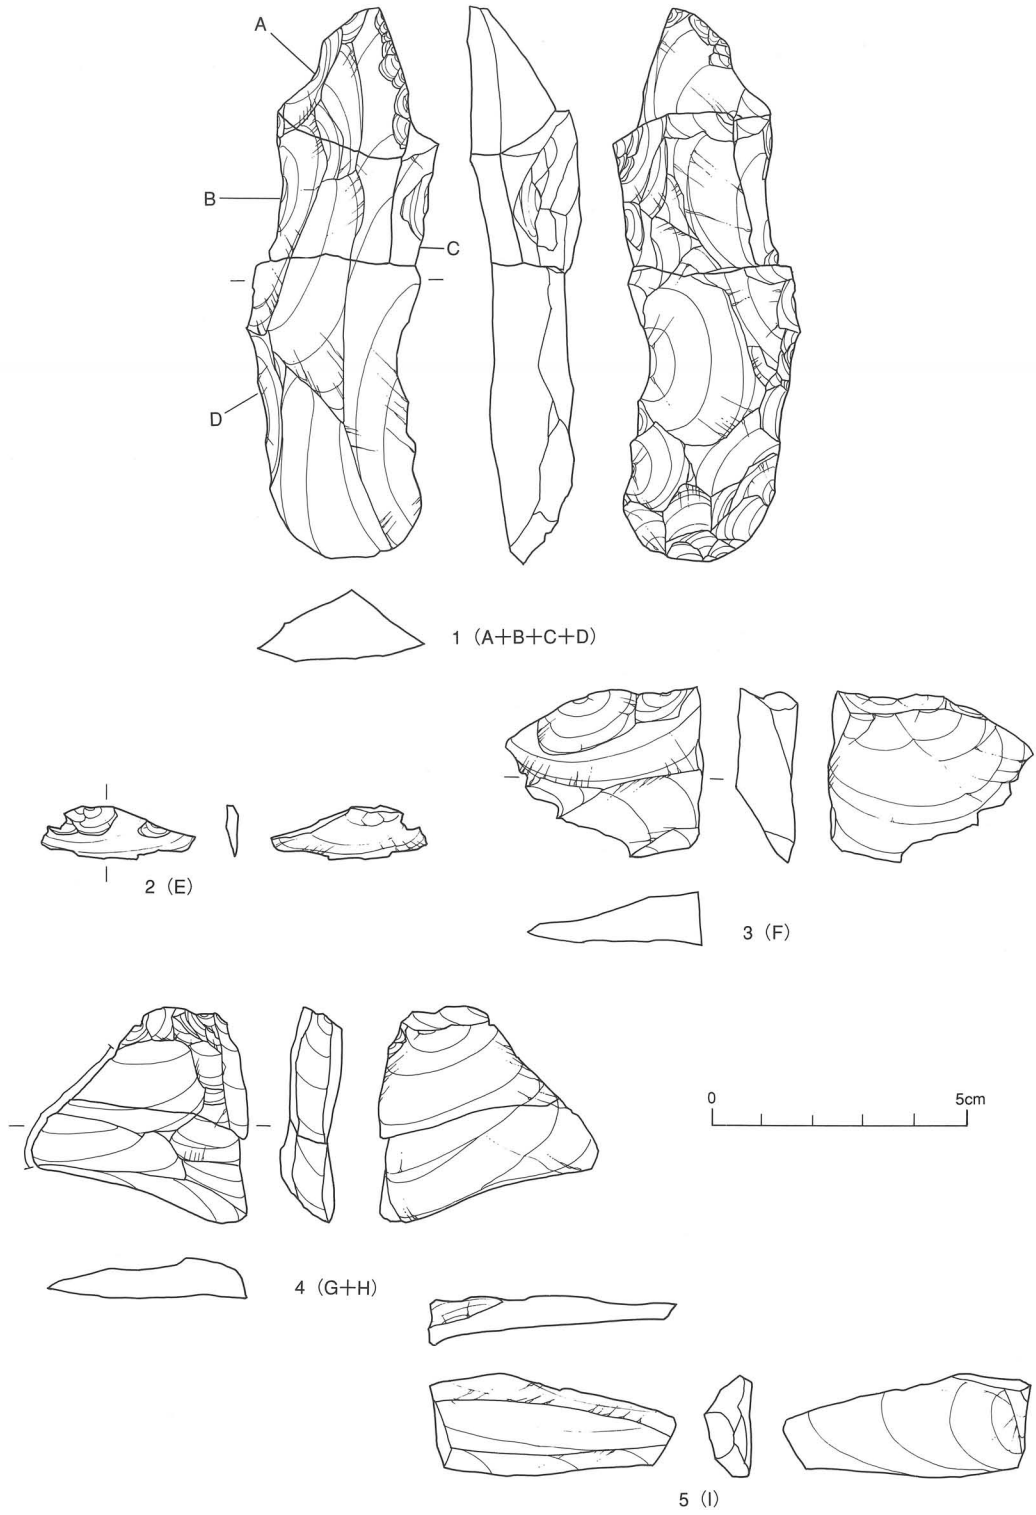 A
B
C
D
1（A＋B＋C＋D）
2（E）
3（F）
0 5cm
4（G＋H）
5（I）